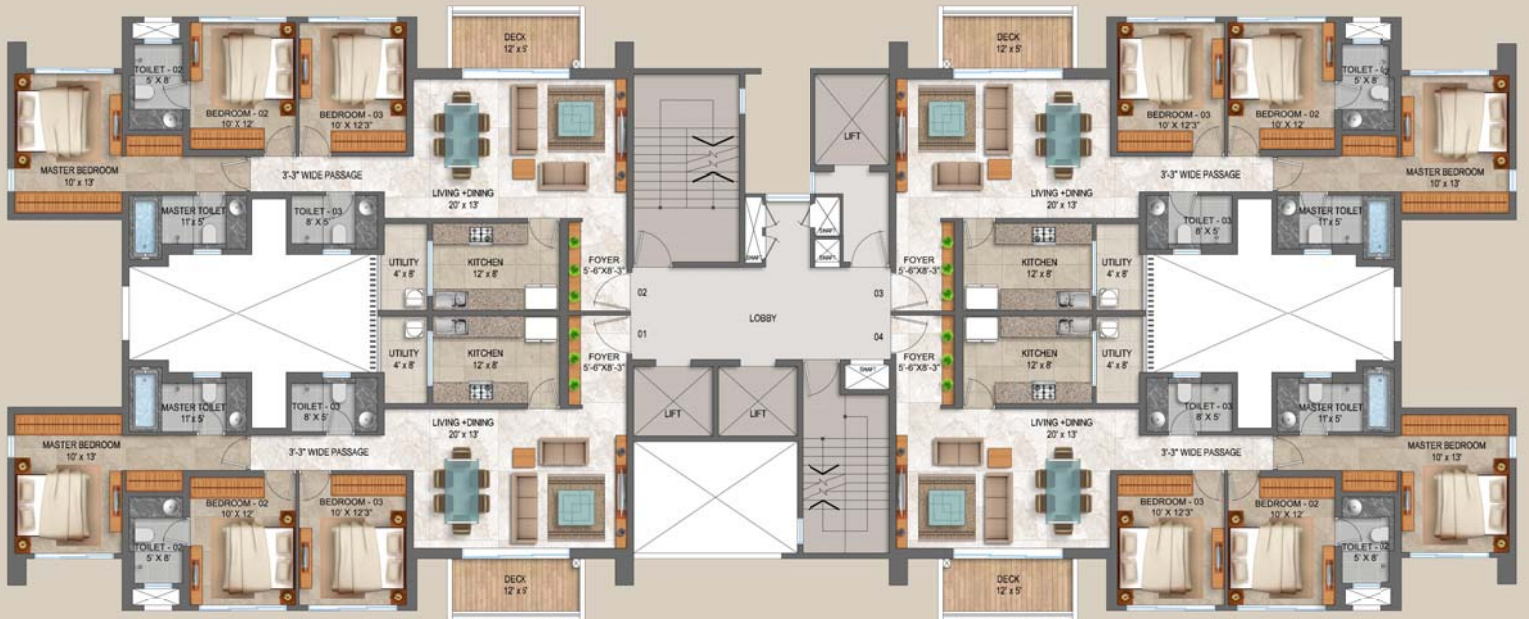 DECK
12' x 5'
DECK
12' x 5'
TOILET - 02
5' X 8'
BEDROOM - 02
10' X 12'
BEDROOM - 03
10' X 12'3"
LIFT
BEDROOM - 03
10' X 12'3"
BEDROOM - 02
10' X 12'
TOILET - 02
5' X 8'
MASTER BEDROOM
10' x 13'
3'-3" WIDE PASSAGE
LIVING +DINING
20' x 13'
LIVING +DINING
20' x 13'
3'-3" WIDE PASSAGE
MASTER BEDROOM
10' x 13'
MASTER TOILET
11'x 5'
TOILET - 03
8' X 5'
SHAFT
SHAFT
SHAFT
TOILET - 03
8' X 5'
MASTER TOILET
11'x 5'
UTILITY
4' x 8'
KITCHEN
12' x 8'
FOYER
5'-6"X8'-3"
02
03
FOYER
5'-6"X8'-3"
KITCHEN
12' x 8'
UTILITY
4' x 8'
LOBBY
01
04
UTILITY
4' x 8'
KITCHEN
12' x 8'
FOYER
5'-6"X8'-3"
SHAFT
FOYER
5'-6"X8'-3"
KITCHEN
12' x 8'
UTILITY
4' x 8'
MASTER TOILET
11'x 5'
TOILET - 03
8' X 5'
LIFT
LIFT
TOILET - 03
8' X 5'
MASTER TOILET
11'x 5'
MASTER BEDROOM
10' x 13'
3'-3" WIDE PASSAGE
LIVING +DINING
20' x 13'
LIVING +DINING
20' x 13'
3'-3" WIDE PASSAGE
MASTER BEDROOM
10' x 13'
BEDROOM - 02
10' X 12'
BEDROOM - 03
10' X 12'3"
BEDROOM - 03
10' X 12'3"
BEDROOM - 02
10' X 12'
TOILET - 02
5' X 8'
TOILET - 02
5' X 8'
DECK
12' x 5'
DECK
12' x 5'